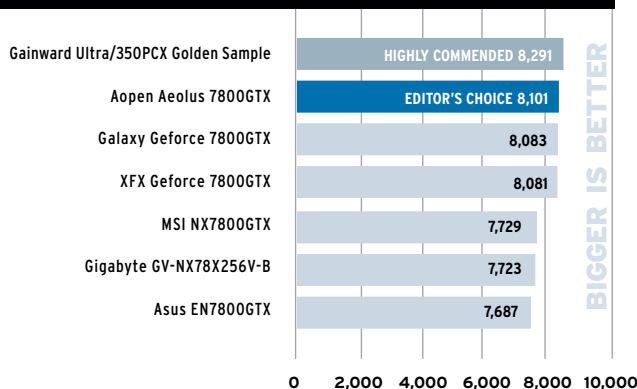 Gainward Ultra/350PCX Golden Sample HIGHLY COMMENDED 8,291
Aopen Aeolus 7800GTX EDITOR'S CHOICE 8,101
Galaxy Geforce 7800GTX 8,083
XFX Geforce 7800GTX 8,081
MSI NX7800GTX 7,729
Gigabyte GV-NX78X256V-B 7,723
Asus EN7800GTX 7,687
0 2,000 4,000 6,000 8,000 10,000
BIGGER IS BETTER